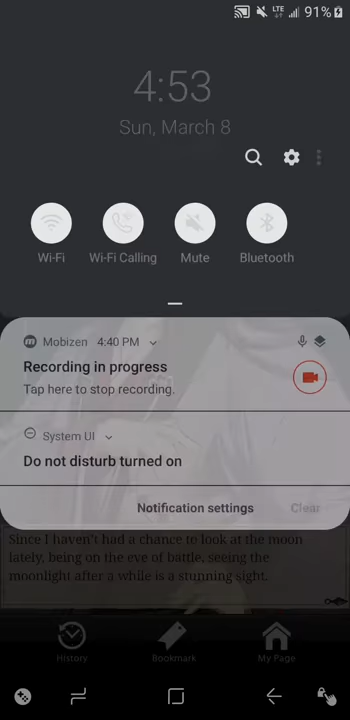 LTE 91%
4:53
Sun, March 8
Wi-Fi Wi-Fi Calling Mute Bluetooth
Mobizen 4:40 PM
Recording in progress
Tap here to stop recording.
System UI
Do not disturb turned on
Notification settings Clear
Since I haven't had a chance to look at the moon
lately, being on the eve of battle, seeing the
moonlight after a while is a stunning sight.
History Bookmark My Page